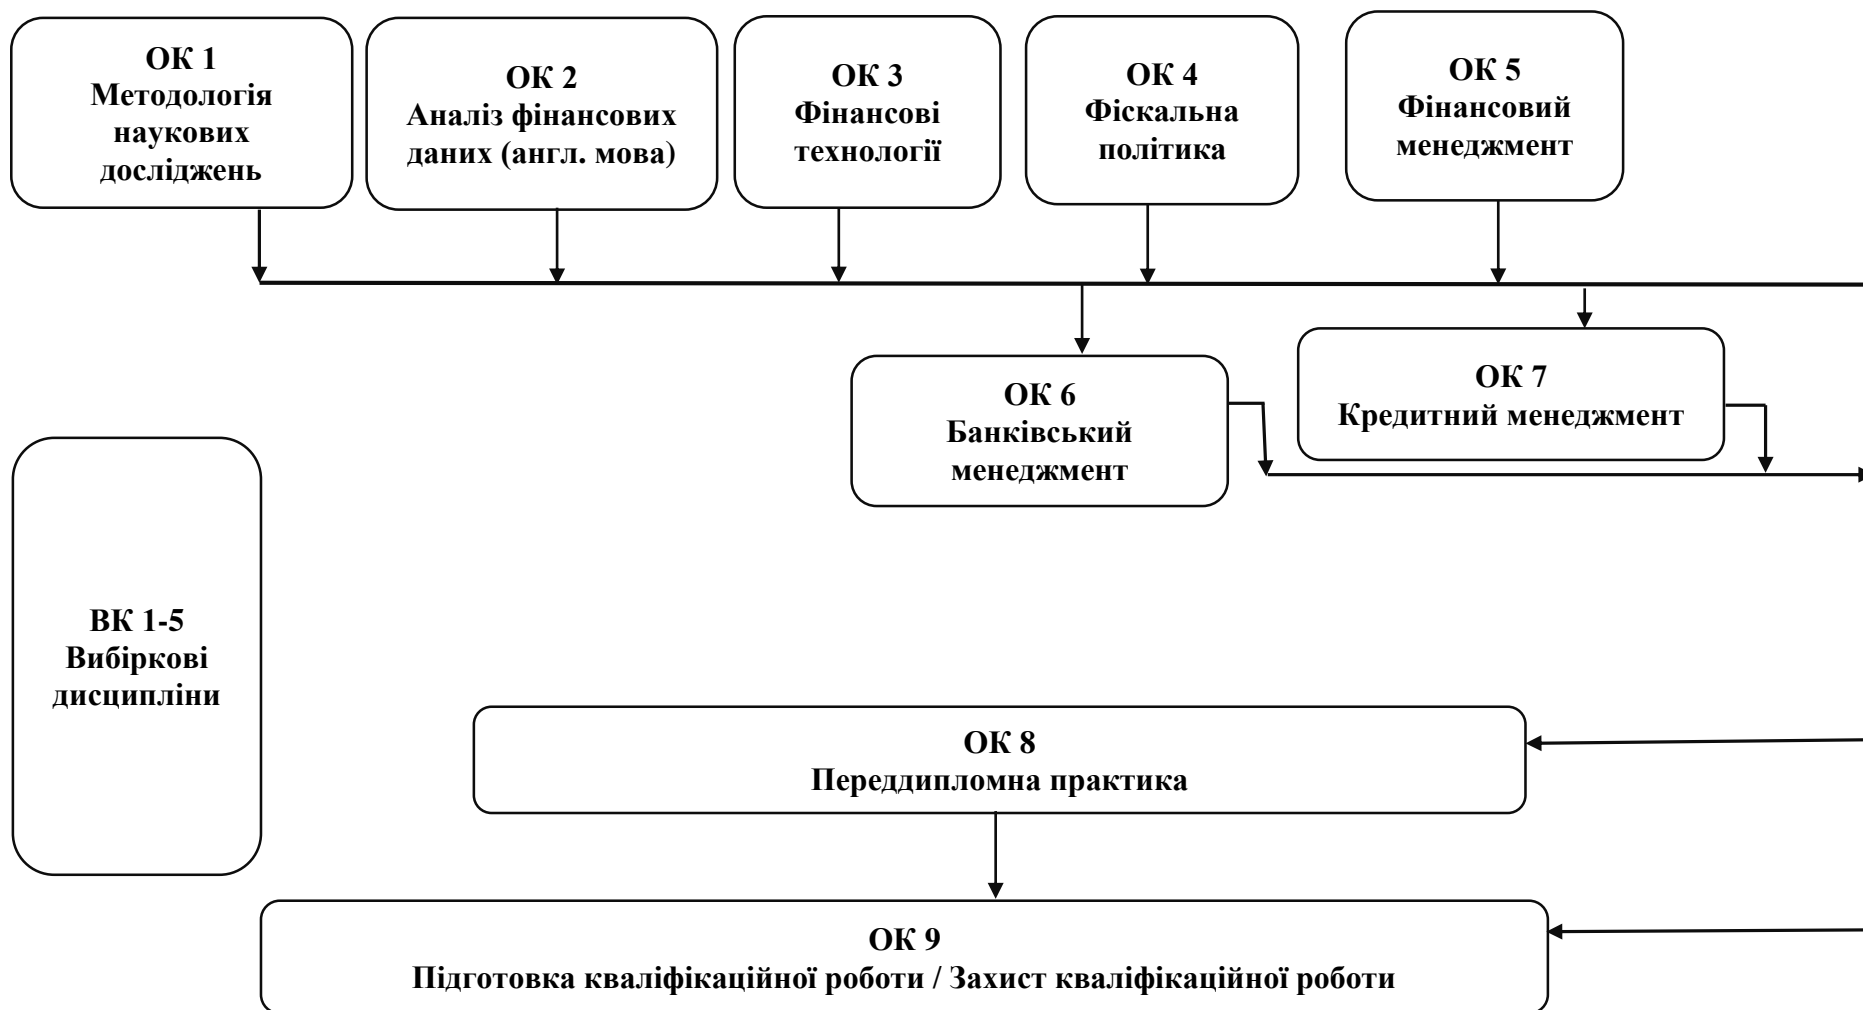 ОК 1
Методологія
наукових
досліджень
ОК 2
Аналіз фінансових
даних (англ. мова)
ОК 3
Фінансові
технології
ОК 4
Фіскальна
політика
ОК 5
Фінансовий
менеджмент
ОК 6
Банківський
менеджмент
ОК 7
Кредитний менеджмент
ВК 1-5
Вибіркові
дисципліни
ОК 8
Переддипломна практика
ОК 9
Підготовка кваліфікаційної роботи / Захист кваліфікаційної роботи